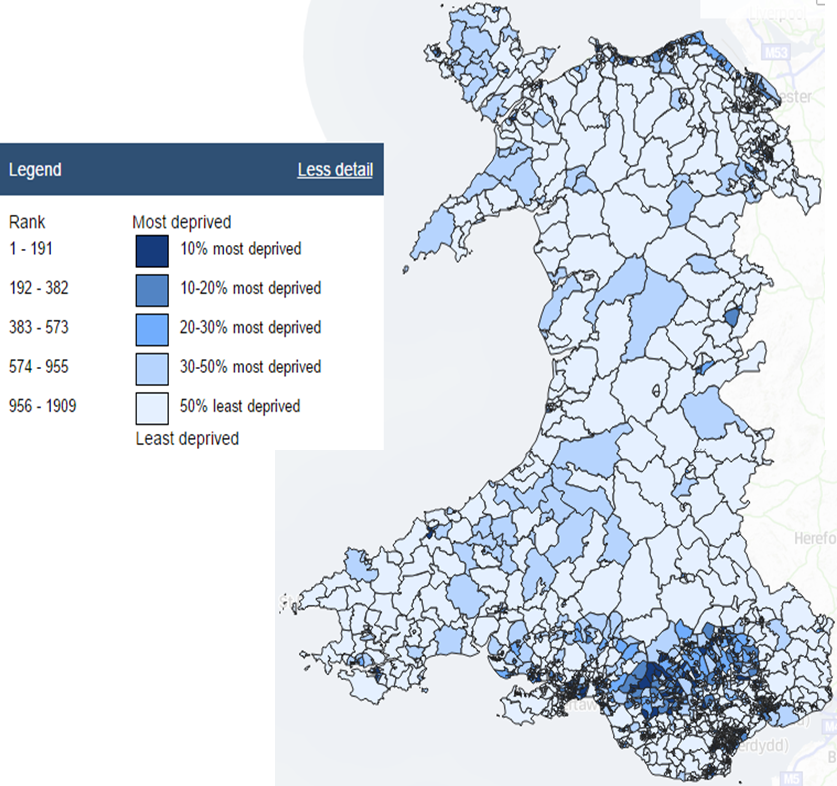 M53
Legend Less detail
Rank Most deprived
1 - 191 10% most deprived
192 - 382 10-20% most deprived
383 - 573 20-30% most deprived
574 - 955 30-50% most deprived
956 - 1909 50% least deprived
Least deprived
Herefo
erdydd)
M5